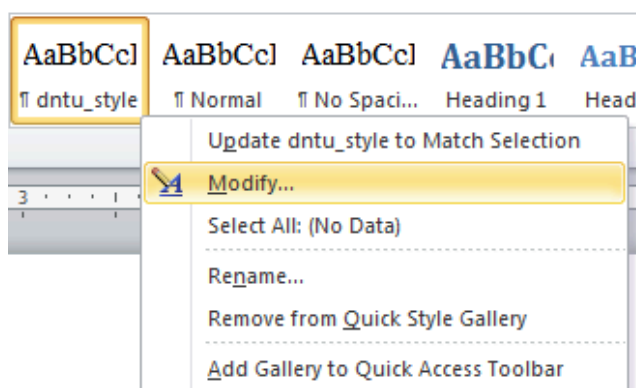 AaBbCcI AaBbCcI AaBbCcI AaBbC AaB
¶ dntu_style ¶ Normal ¶ No Spaci... Heading 1 Head
Update dntu_style to Match Selection
3
Modify...
Select All: (No Data)
Rename...
Remove from Quick Style Gallery
Add Gallery to Quick Access Toolbar